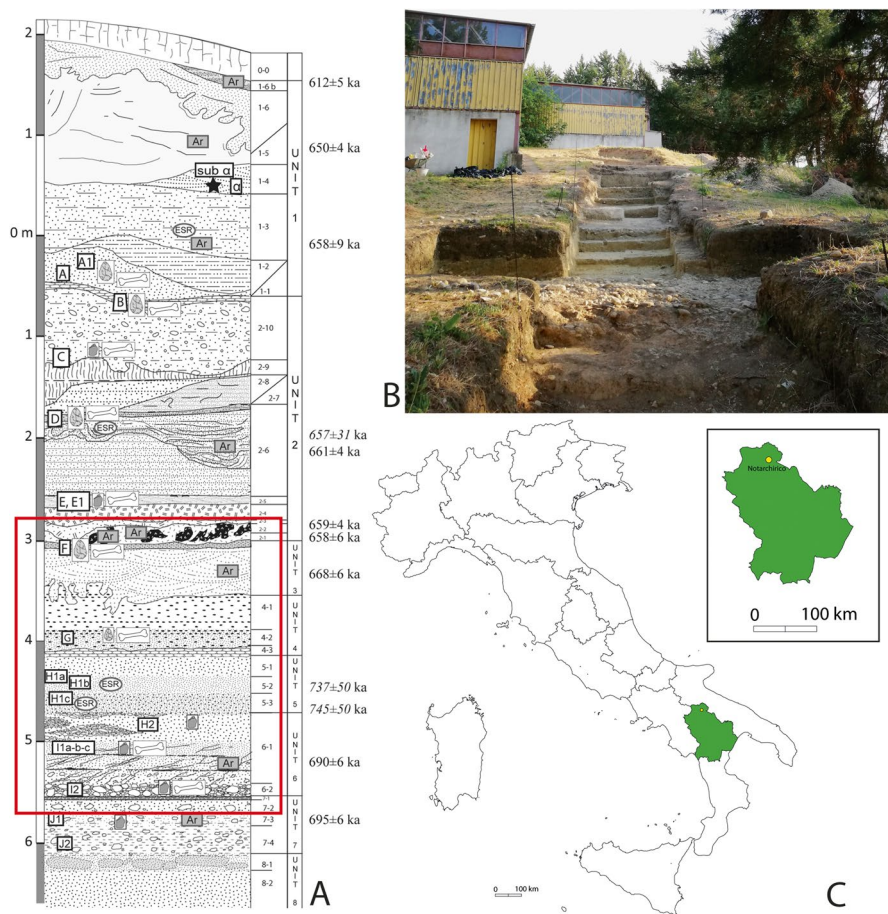 2
0-0
Ar
612±5 ka
1-6 b
1-6
1
Ar
650±4 ka
1-5
sub α
α
1-4
UNIT 1
1-3
0 m
ESR
Ar
658±9 ka
A1
A
1-2
1-1
B
2-10
1
C
2-9
2-8
2-7
UNIT 2
D
ESR
657±31 ka
2
Ar
661±4 ka
2-6
E, E1
2-5
2-4
659±4 ka
2-2
3
Ar
Ar
658±6 ka
2-1
F
Ar
668±6 ka
UNIT 3
4-1
4
G
4-2
UNIT 4
4-3
5-1
H1a
H1b
ESR
5-2
737±50 ka
H1c
ESR
5-3
745±50 ka
UNIT 5
H2
5
I1a-b-c
6-1
Ar
690±6 ka
UNIT 6
I2
6-2
7-1
7-2
J1
Ar
7-3
695±6 ka
6
J2
7-4
UNIT 7
8-1
8-2
UNIT 8
A
B
Notarchirico
0 100 km
0 100 km
C